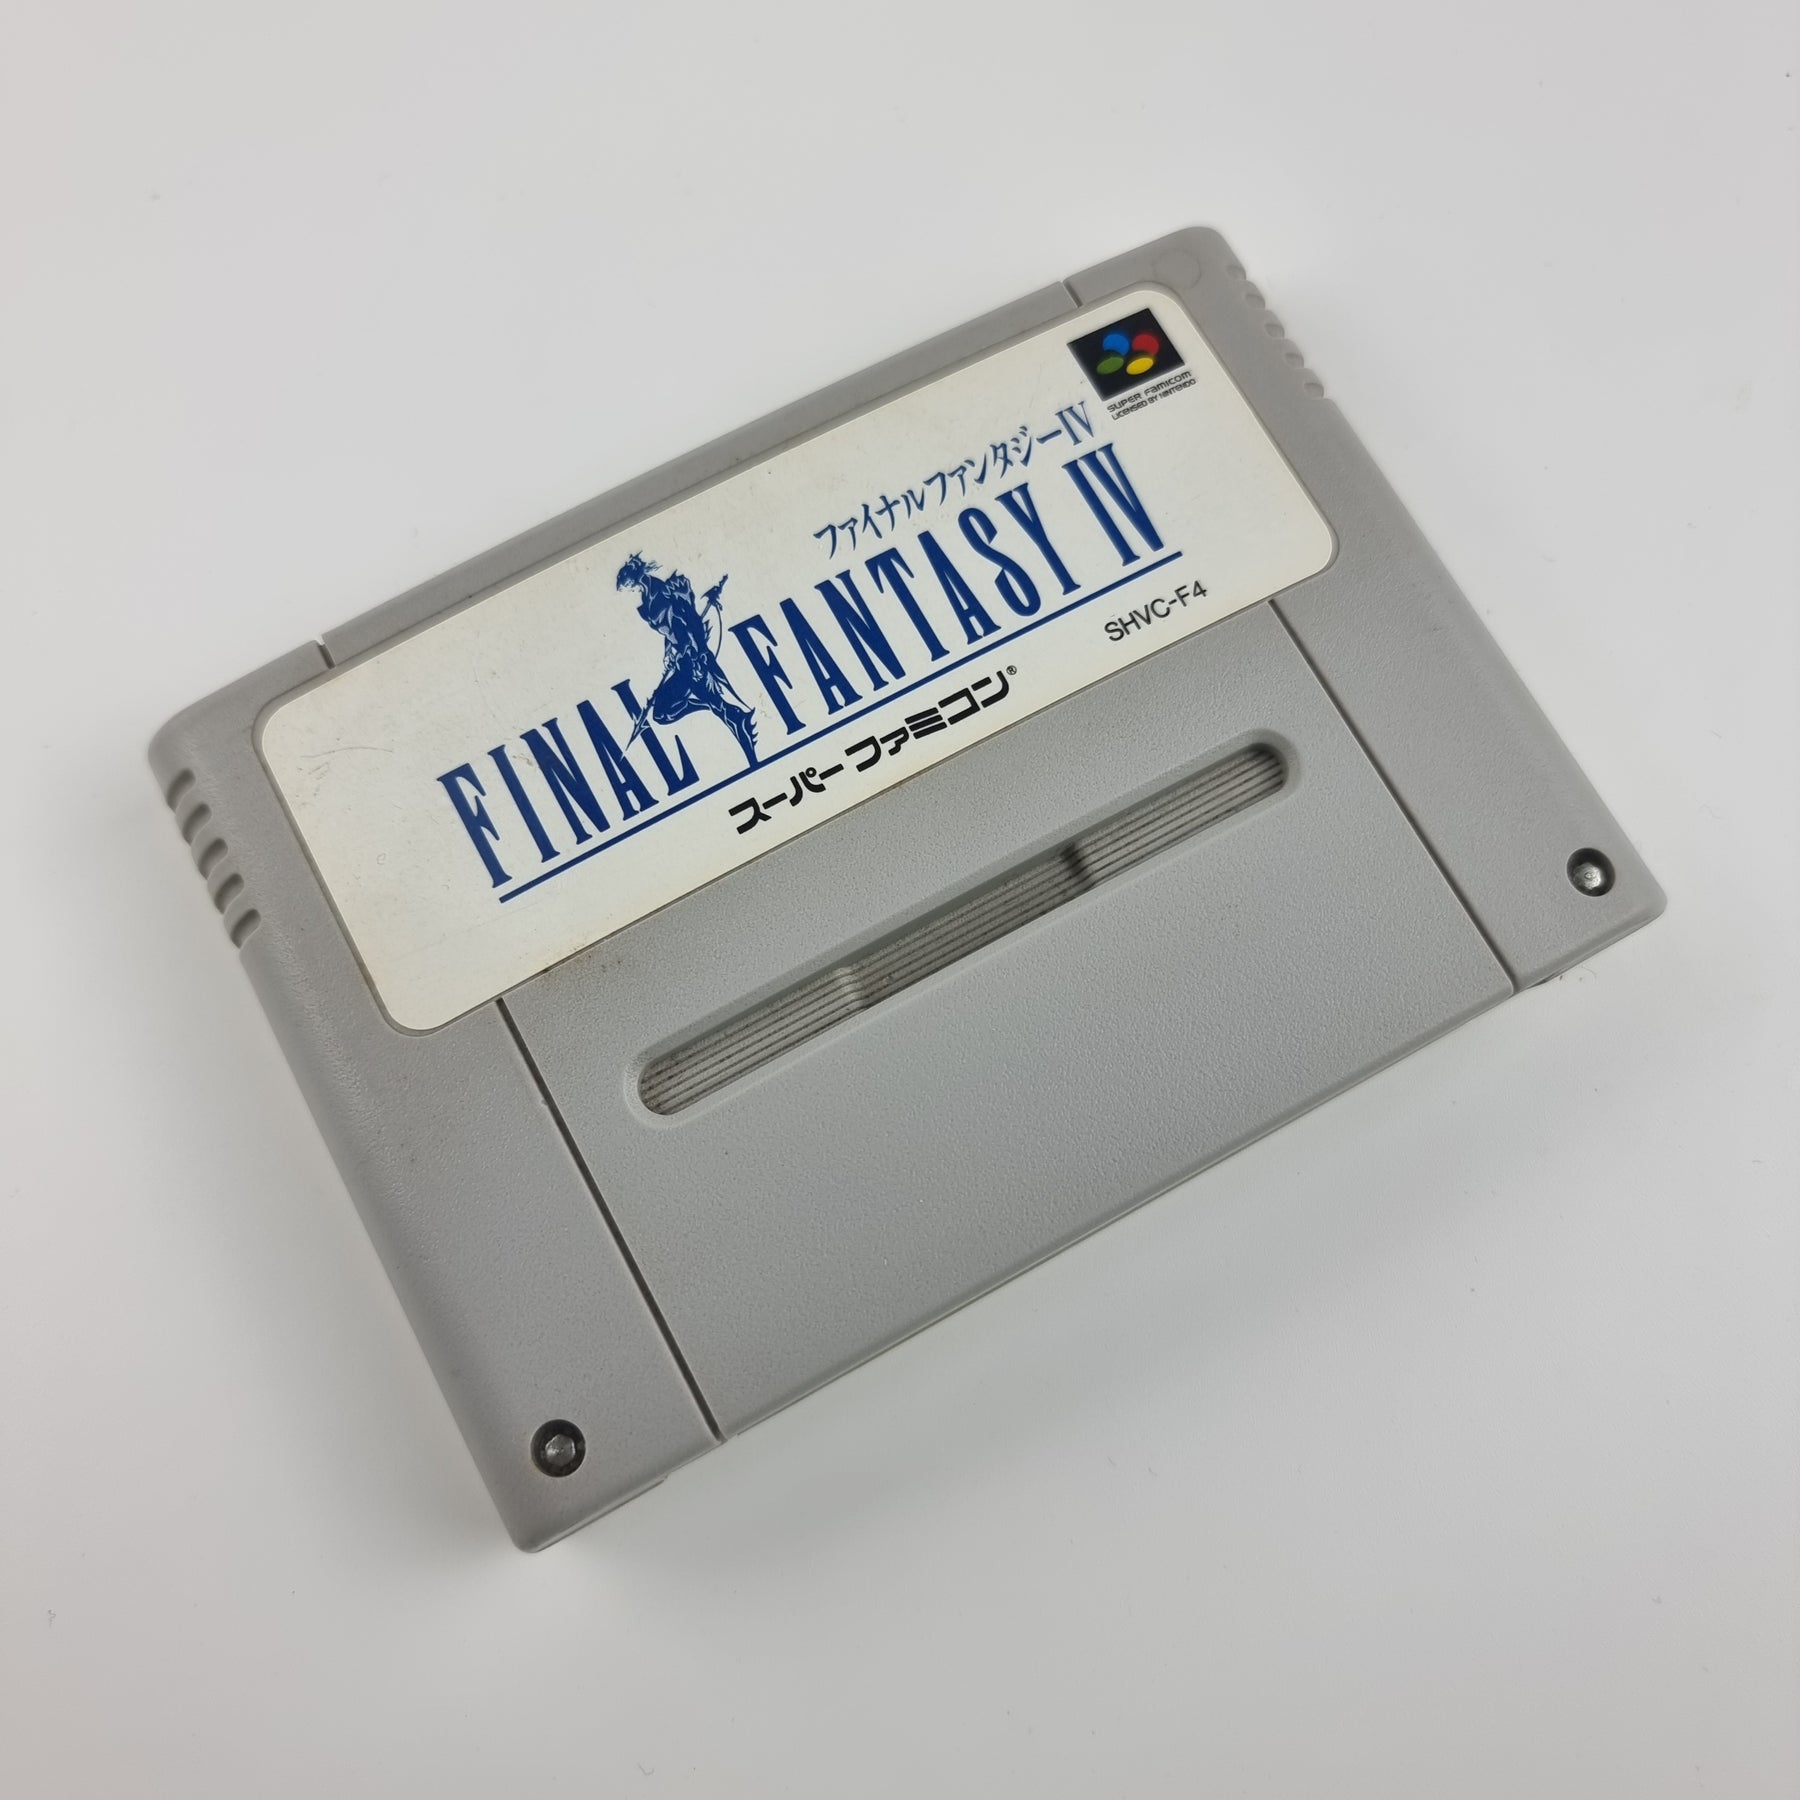 SUPER FAMICOM
LICENSED BY NINTENDO
ファイナルファンタジーIV
FINAL FANTASY IV
SHVC-F4
スーパーファミコン®